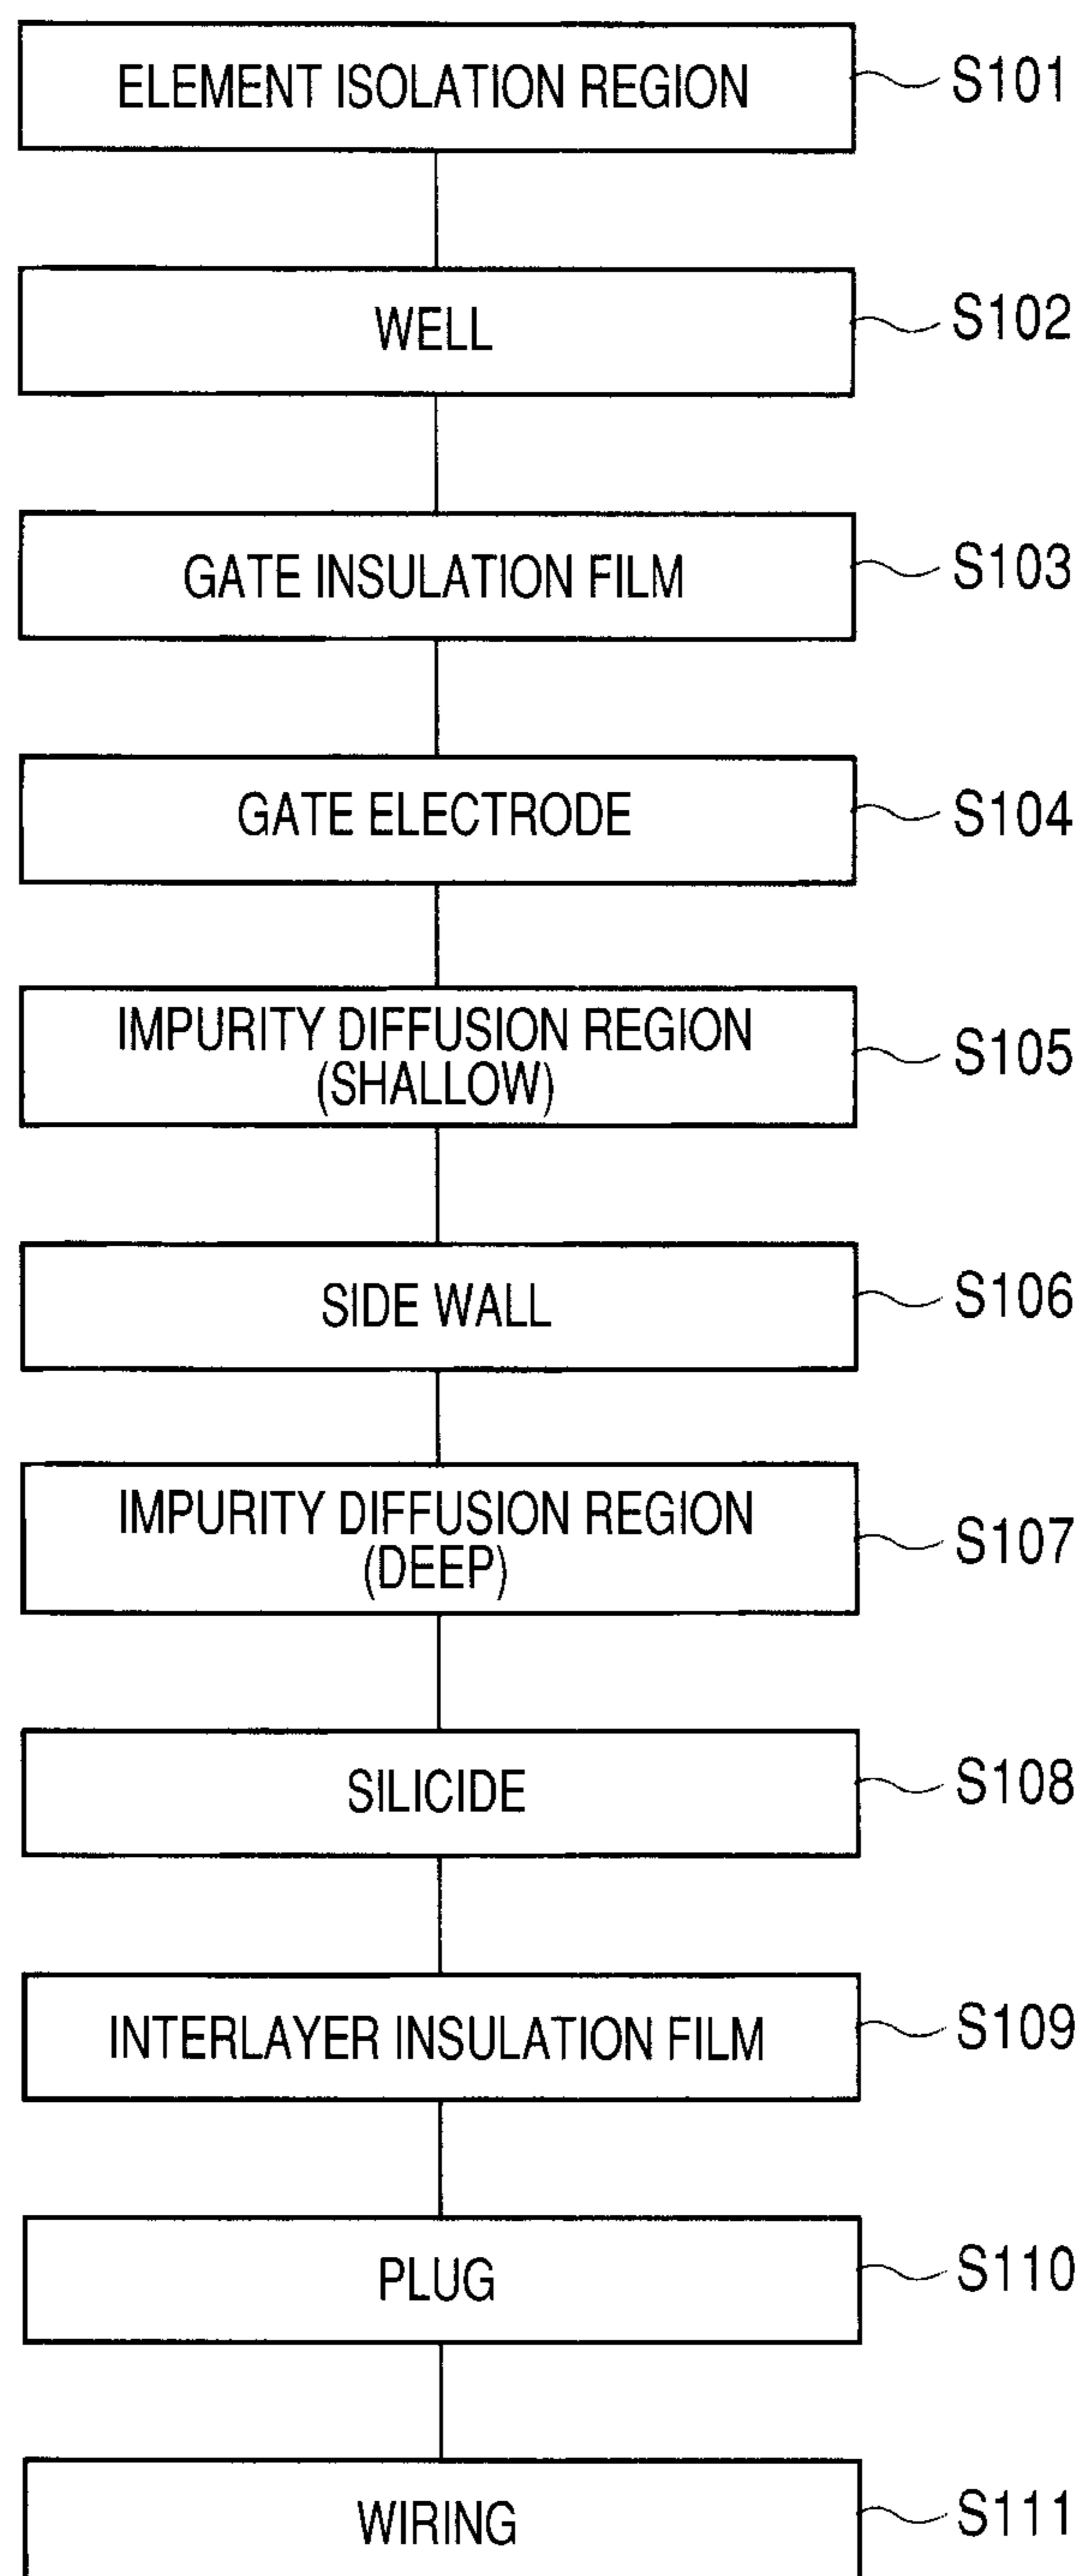 ELEMENT ISOLATION REGION
S101
WELL
S102
GATE INSULATION FILM
S103
GATE ELECTRODE
S104
IMPURITY DIFFUSION REGION
(SHALLOW)
S105
SIDE WALL
S106
IMPURITY DIFFUSION REGION
(DEEP)
S107
SILICIDE
S108
INTERLAYER INSULATION FILM
S109
PLUG
S110
WIRING
S111